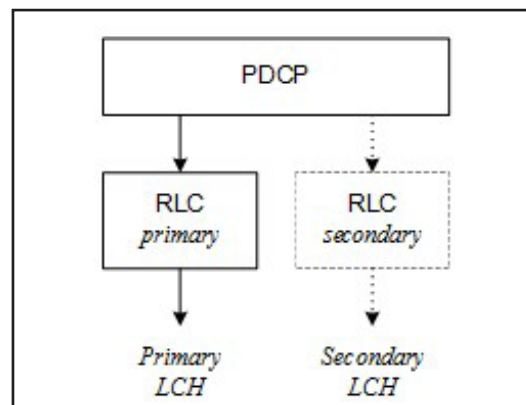 PDCP
RLC
primary
RLC
secondary
Primary
LCH
Secondary
LCH